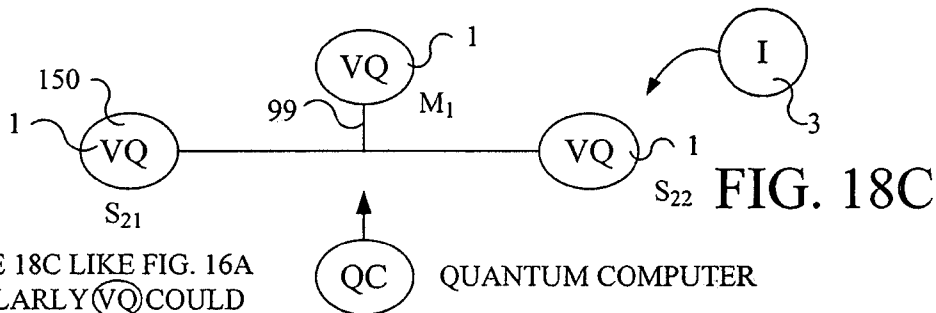 VQ 1
150
1 VQ
99
M1
VQ 1
I
3
S21
S22
FIG. 18C
18C LIKE FIG. 16A
VQ COULD
QC QUANTUM COMPUTER